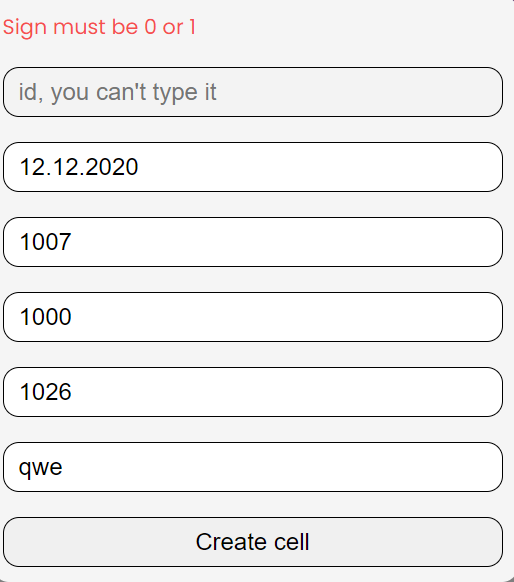 Sign must be 0 or 1
id, you can't type it
12.12.2020
1007
1000
1026
qwe
Create cell